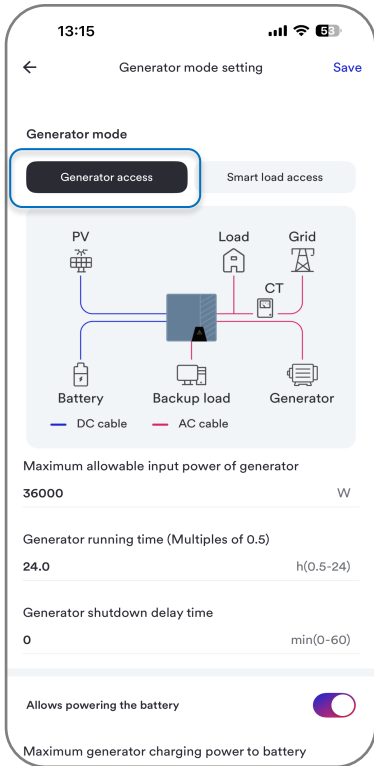 13:15
53
Generator mode setting
Save
Generator mode
Generator access
Smart load access
PV
Load
Grid
CT
Battery
Backup load
Generator
DC cable
AC cable
Maximum allowable input power of generator
36000 W
Generator running time (Multiples of 0.5)
24.0 h(0.5-24)
Generator shutdown delay time
0 min(0-60)
Allows powering the battery
Maximum generator charging power to battery